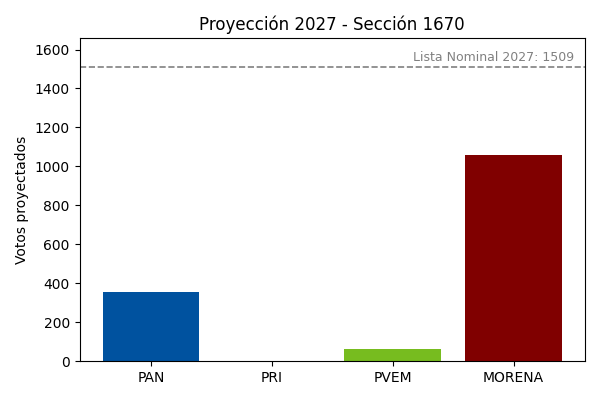 Proyección 2027 - Sección 1670
Lista Nominal 2027: 1509
Votos proyectados
1600
1400
1200
1000
800
600
400
200
0
PAN PRI PVEM MORENA